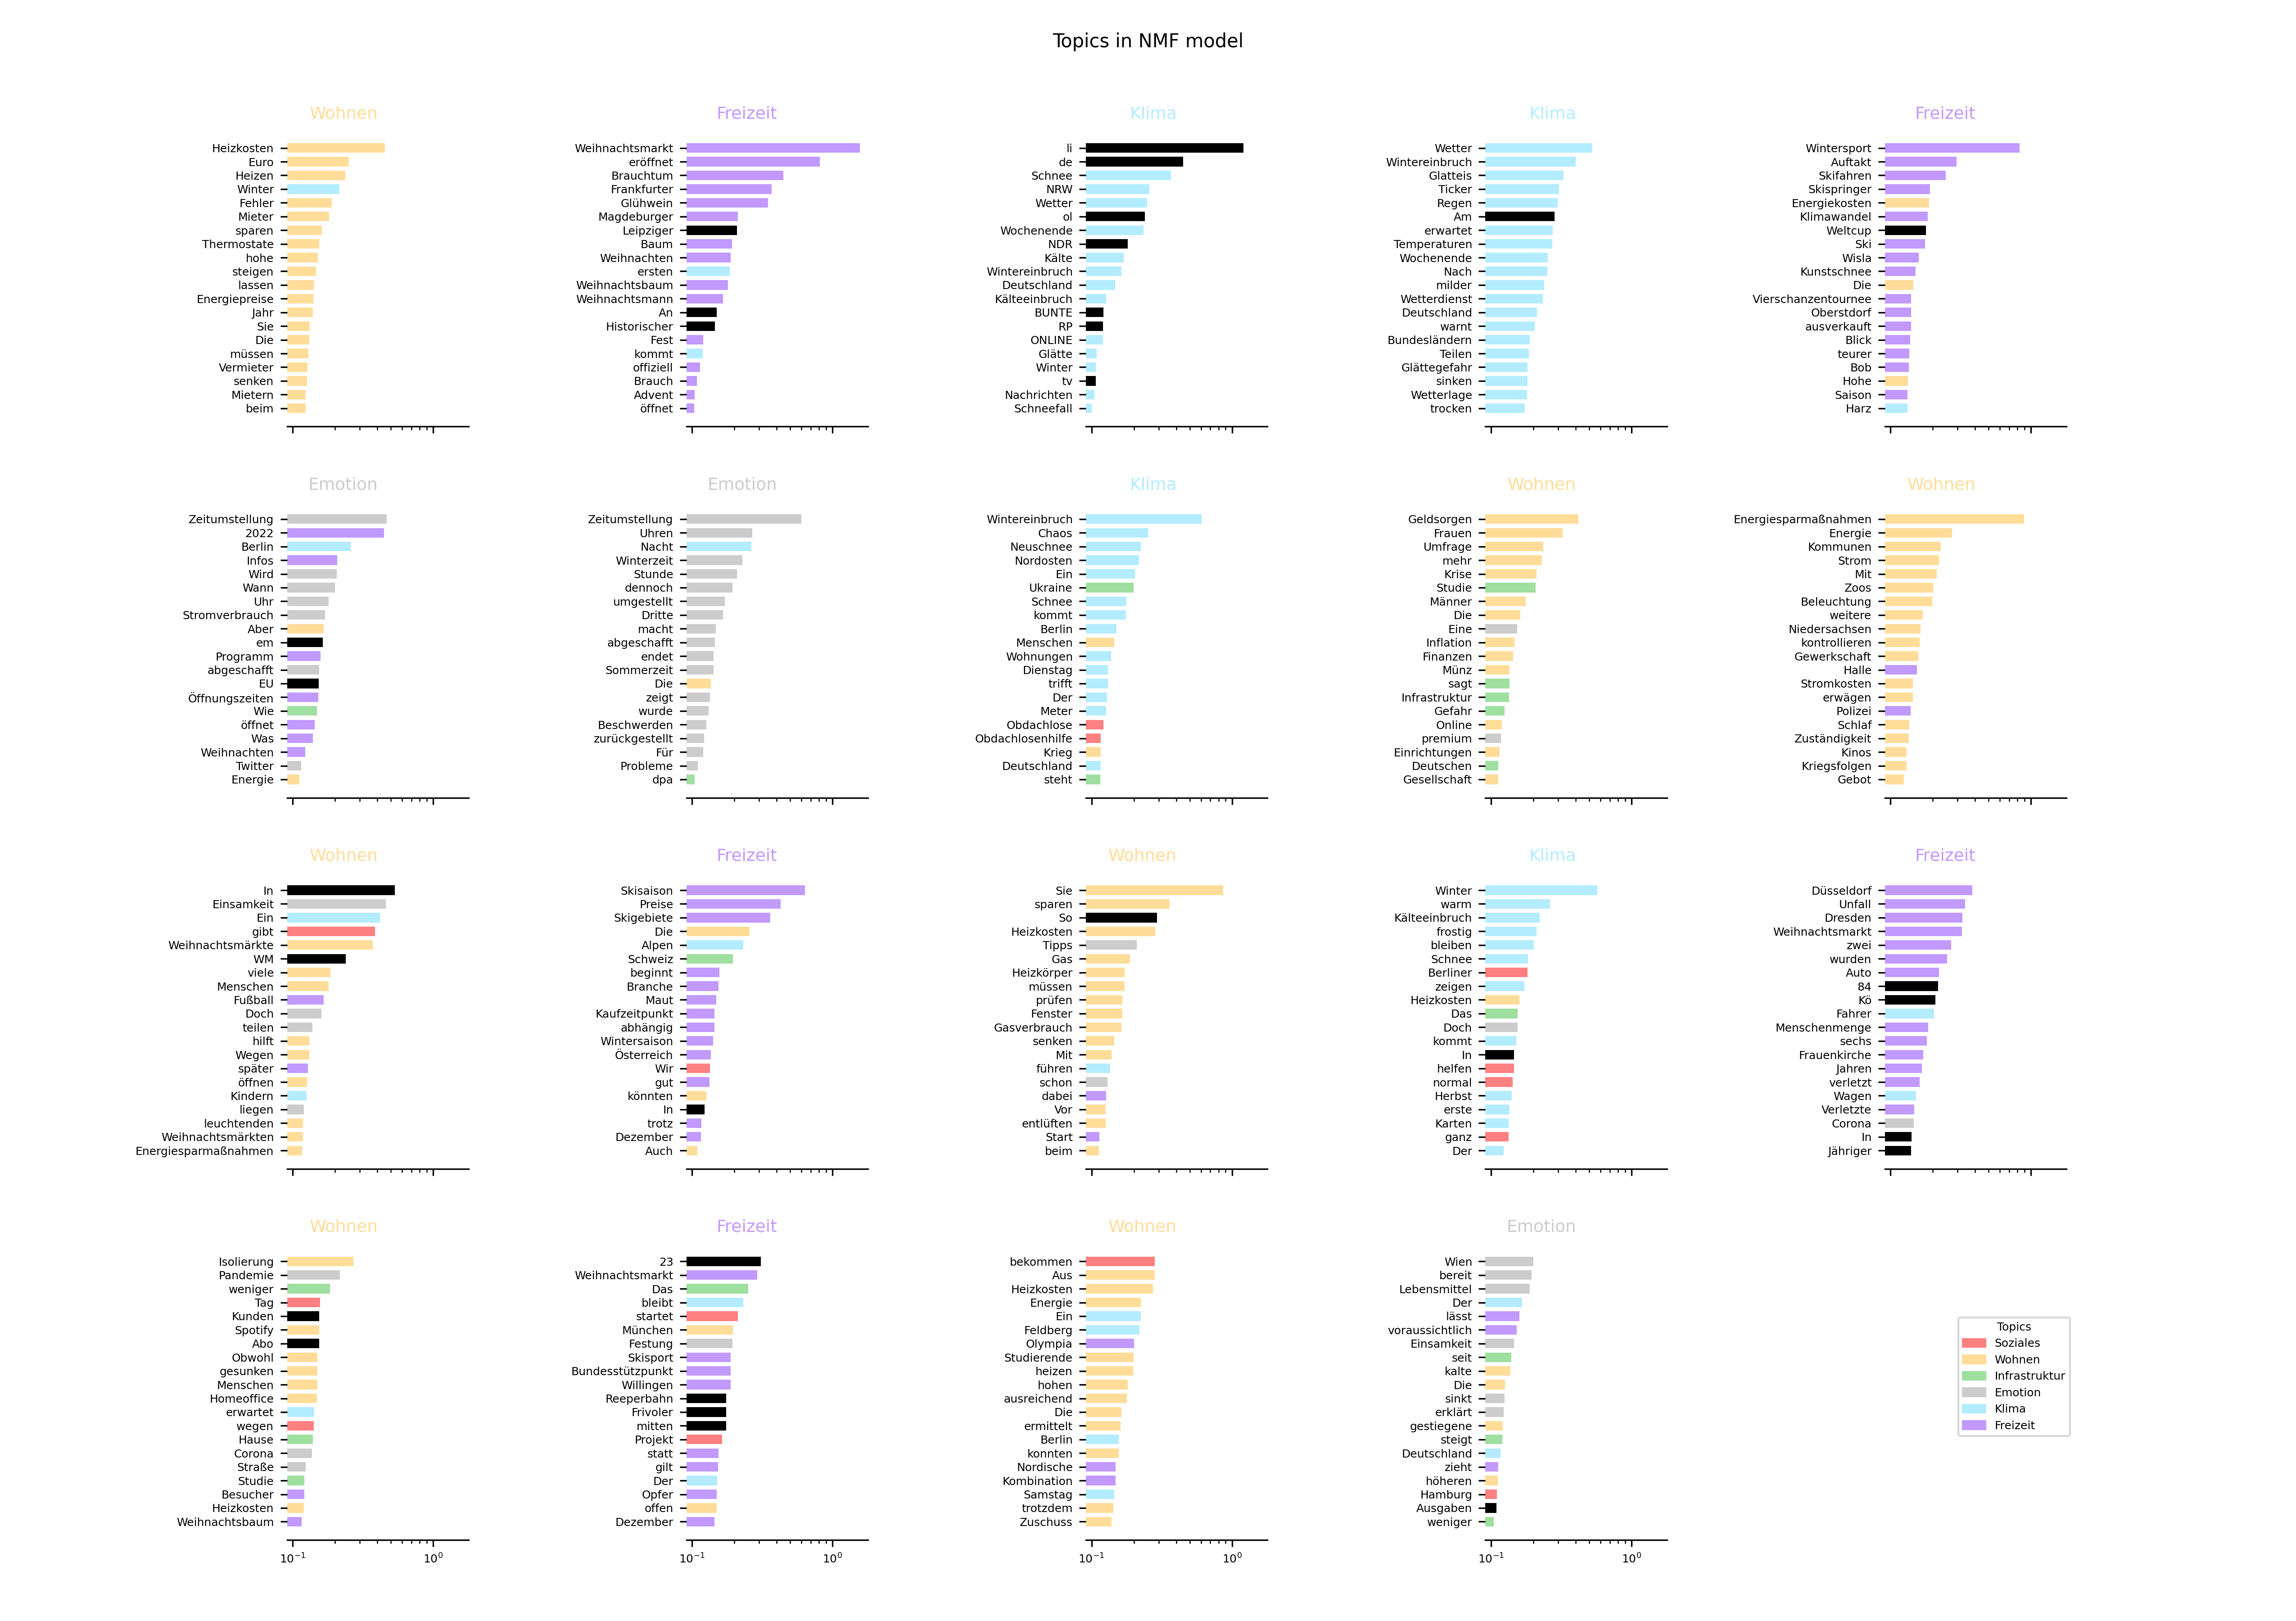 Topics in NMF model
Wohnen
Heizkosten
Euro
Heizen
Winter
Fehler
Mieter
sparen
Thermostate
hohe
steigen
lassen
Energiepreise
Jahr
Sie
Die
müssen
Vermieter
senken
Mietern
beim
Freizeit
Weihnachtsmarkt
eröffnet
Brauchtum
Frankfurter
Glühwein
Magdeburger
Leipziger
Baum
Weihnachten
ersten
Weihnachtsbaum
Weihnachtsmann
An
Historischer
Fest
kommt
offiziell
Brauch
Advent
öffnet
Klima
li
de
Schnee
NRW
Wetter
ol
Wochenende
NDR
Kälte
Wintereinbruch
Deutschland
Kälteeinbruch
BUNTE
RP
ONLINE
Glätte
Winter
tv
Nachrichten
Schneefall
Klima
Wetter
Wintereinbruch
Glatteis
Ticker
Regen
Am
erwartet
Temperaturen
Wochenende
Nach
milder
Wetterdienst
Deutschland
warnt
Bundesländern
Teilen
Glättegefahr
sinken
Wetterlage
trocken
Freizeit
Wintersport
Auftakt
Skifahren
Skispringer
Energiekosten
Klimawandel
Weltcup
Ski
Wisla
Kunstschnee
Die
Vierschanzentournee
Oberstdorf
ausverkauft
Blick
teurer
Bob
Hohe
Saison
Harz
Emotion
Zeitumstellung
2022
Berlin
Infos
Wird
Wann
Uhr
Stromverbrauch
Aber
em
Programm
abgeschafft
EU
Öffnungszeiten
Wie
öffnet
Was
Weihnachten
Twitter
Energie
Emotion
Zeitumstellung
Uhren
Nacht
Winterzeit
Stunde
dennoch
umgestellt
Dritte
macht
abgeschafft
endet
Sommerzeit
Die
zeigt
wurde
Beschwerden
zurückgestellt
Für
Probleme
dpa
Klima
Wintereinbruch
Chaos
Neuschnee
Nordosten
Ein
Ukraine
Schnee
kommt
Berlin
Menschen
Wohnungen
Dienstag
trifft
Der
Meter
Obdachlose
Obdachlosenhilfe
Krieg
Deutschland
steht
Wohnen
Geldsorgen
Frauen
Umfrage
mehr
Krise
Studie
Männer
Die
Eine
Inflation
Finanzen
Münz
sagt
Infrastruktur
Gefahr
Online
premium
Einrichtungen
Deutschen
Gesellschaft
Wohnen
Energiesparmaßnahmen
Energie
Kommunen
Strom
Mit
Zoos
Beleuchtung
weitere
Niedersachsen
kontrollieren
Gewerkschaft
Halle
Stromkosten
erwägen
Polizei
Schlaf
Zuständigkeit
Kinos
Kriegsfolgen
Gebot
Wohnen
In
Einsamkeit
Ein
gibt
Weihnachtsmärkte
WM
viele
Menschen
Fußball
Doch
teilen
hilft
Wegen
später
öffnen
Kindern
liegen
leuchtenden
Weihnachtsmärkten
Energiesparmaßnahmen
Freizeit
Skisaison
Preise
Skigebiete
Die
Alpen
Schweiz
beginnt
Branche
Maut
Kaufzeitpunkt
abhängig
Wintersaison
Österreich
Wir
gut
könnten
In
trotz
Dezember
Auch
Wohnen
Sie
sparen
So
Heizkosten
Tipps
Gas
Heizkörper
müssen
prüfen
Fenster
Gasverbrauch
senken
Mit
führen
schon
dabei
Vor
entlüften
Start
beim
Klima
Winter
warm
Kälteeinbruch
frostig
bleiben
Schnee
Berliner
zeigen
Heizkosten
Das
Doch
kommt
In
helfen
normal
Herbst
erste
Karten
ganz
Der
Freizeit
Düsseldorf
Unfall
Dresden
Weihnachtsmarkt
zwei
wurden
Auto
84
Kö
Fahrer
Menschenmenge
sechs
Frauenkirche
Jahren
verletzt
Wagen
Verletzte
Corona
In
Jähriger
Wohnen
Isolierung
Pandemie
weniger
Tag
Kunden
Spotify
Abo
Obwohl
gesunken
Menschen
Homeoffice
erwartet
wegen
Hause
Corona
Straße
Studie
Besucher
Heizkosten
Weihnachtsbaum
10⁻¹ 10⁰
Freizeit
23
Weihnachtsmarkt
Das
bleibt
startet
München
Festung
Skisport
Bundesstützpunkt
Willingen
Reeperbahn
Frivoler
mitten
Projekt
statt
gilt
Der
Opfer
offen
Dezember
10⁻¹ 10⁰
Wohnen
bekommen
Aus
Heizkosten
Energie
Ein
Feldberg
Olympia
Studierende
heizen
hohen
ausreichend
Die
ermittelt
Berlin
konnten
Nordische
Kombination
Samstag
trotzdem
Zuschuss
10⁻¹ 10⁰
Emotion
Wien
bereit
Lebensmittel
Der
lässt
voraussichtlich
Einsamkeit
seit
kalte
Die
sinkt
erklärt
gestiegene
steigt
Deutschland
zieht
höheren
Hamburg
Ausgaben
weniger
10⁻¹ 10⁰
Topics
Soziales
Wohnen
Infrastruktur
Emotion
Klima
Freizeit